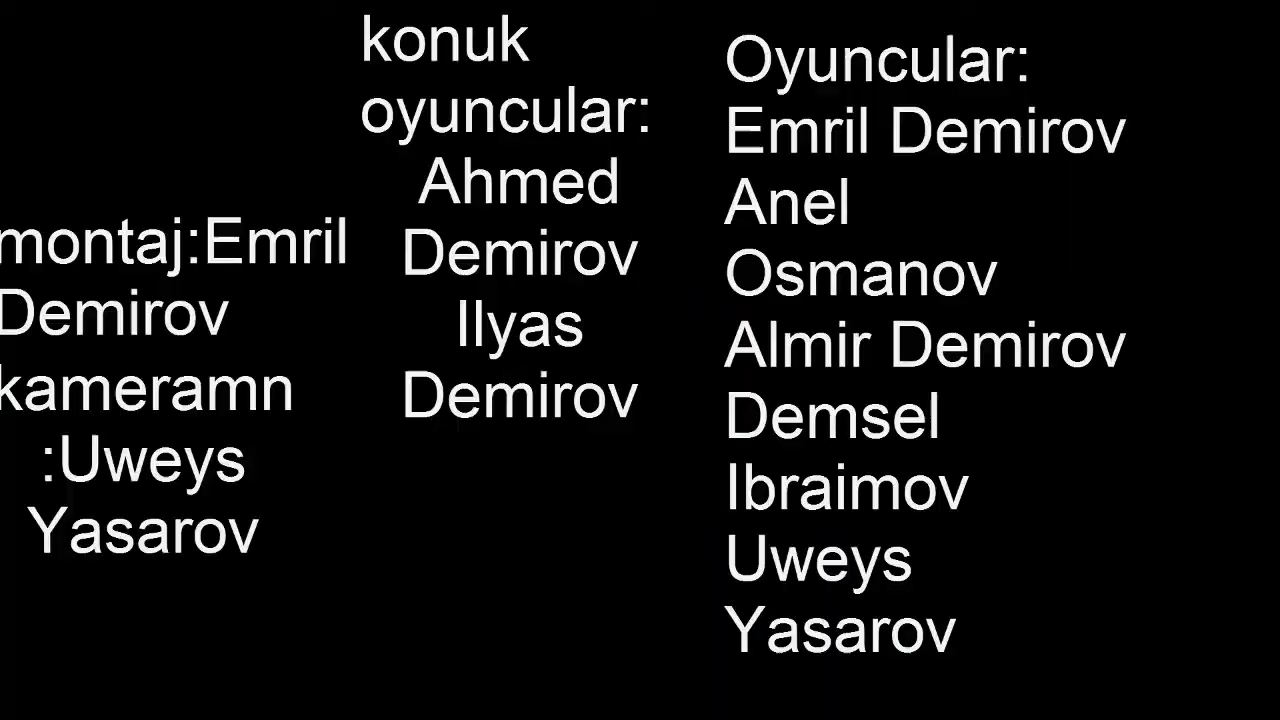 montaj:Emril
Demirov
kameramn
:Uweys
Yasarov
konuk
oyuncular:
Ahmed
Demirov
Ilyas
Demirov
Oyuncular:
Emril Demirov
Anel
Osmanov
Almir Demirov
Demsel
Ibraimov
Uweys
Yasarov